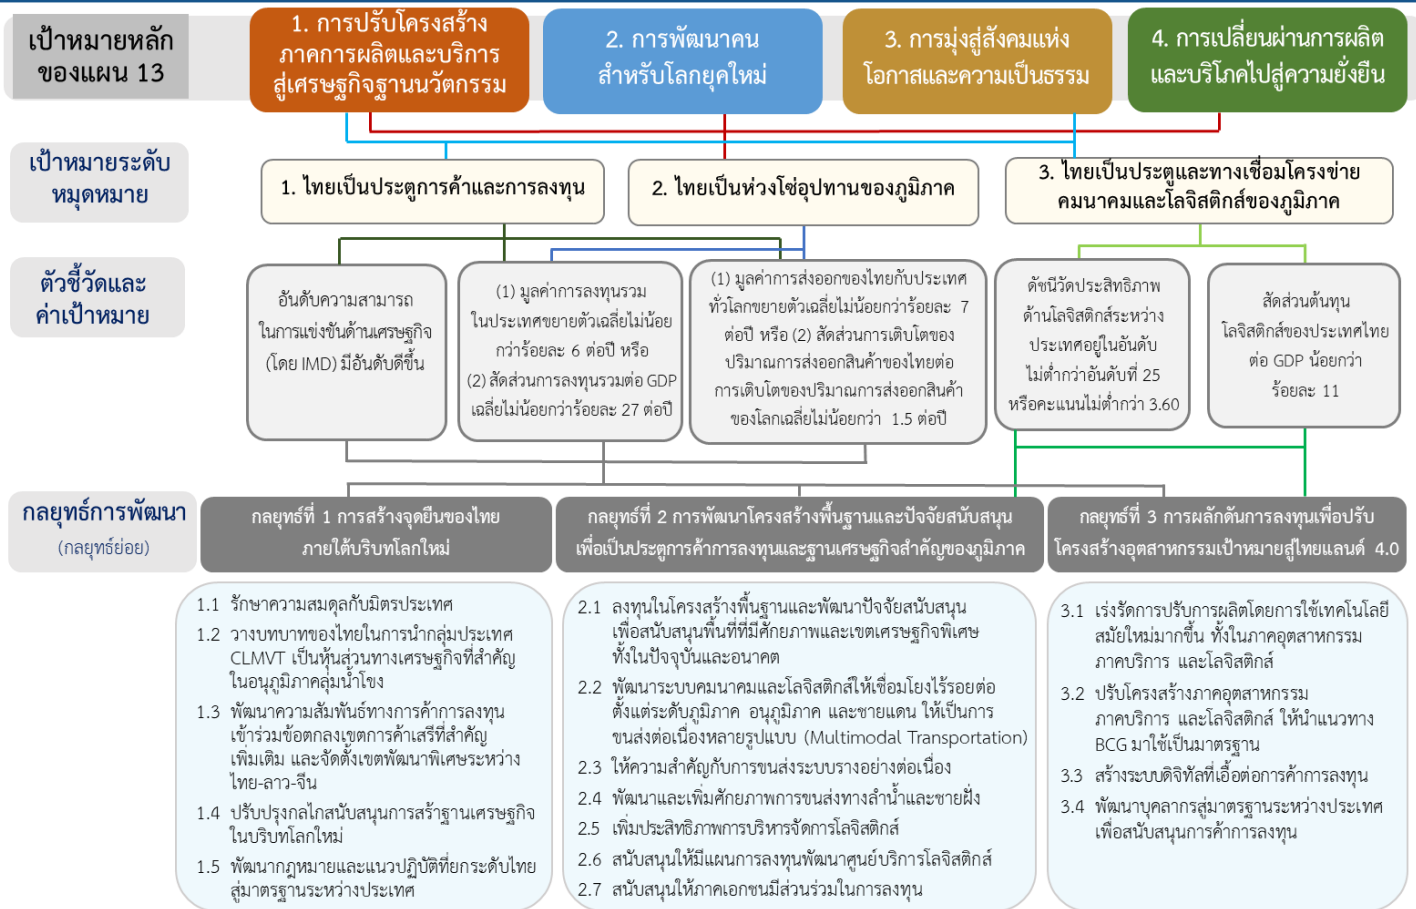 เป้าหมายหลัก
ของแผน 13
1. การปรับโครงสร้าง
ภาคการผลิตและบริการ
สู่เศรษฐกิจฐานนวัตกรรม
2. การพัฒนาคน
สำหรับโลกยุคใหม่
3. การมุ่งสู่สังคมแห่ง
โอกาสและความเป็นธรรม
4. การเปลี่ยนผ่านการผลิต
และบริโภคไปสู่ความยั่งยืน
เป้าหมายระดับ
หมุดหมาย
1. ไทยเป็นประตูการค้าและการลงทุน
2. ไทยเป็นห่วงโซ่อุปทานของภูมิภาค
3. ไทยเป็นประตูและทางเชื่อมโครงข่าย
คมนาคมและโลจิสติกส์ของภูมิภาค
ตัวชี้วัดและ
ค่าเป้าหมาย
อันดับความสามารถ
ในการแข่งขันด้านเศรษฐกิจ
(โดย IMD) มีอันดับดีขึ้น
(1) มูลค่าการลงทุนรวม
ในประเทศขยายตัวเฉลี่ยไม่น้อย
กว่าร้อยละ 6 ต่อปี หรือ
(2) สัดส่วนการลงทุนรวมต่อ GDP
เฉลี่ยไม่น้อยกว่าร้อยละ 27 ต่อปี
(1) มูลค่าการส่งออกของไทยกับประเทศ
ทั่วโลกขยายตัวเฉลี่ยไม่น้อยกว่าร้อยละ 7
ต่อปี หรือ (2) สัดส่วนการเติบโตของ
ปริมาณการส่งออกสินค้าของไทยต่อ
การเติบโตของปริมาณการส่งออกสินค้า
ของโลกเฉลี่ยไม่น้อยกว่า 1.5 ต่อปี
ดัชนีวัดประสิทธิภาพ
ด้านโลจิสติกส์ระหว่าง
ประเทศอยู่ในอันดับ
ไม่ต่ำกว่าอันดับที่ 25
หรือคะแนนไม่ต่ำกว่า 3.60
สัดส่วนต้นทุน
โลจิสติกส์ของประเทศไทย
ต่อ GDP น้อยกว่า
ร้อยละ 11
กลยุทธ์การพัฒนา
(กลยุทธ์ย่อย)
กลยุทธ์ที่ 1 การสร้างจุดยืนของไทย
ภายใต้บริบทโลกใหม่
กลยุทธ์ที่ 2 การพัฒนาโครงสร้างพื้นฐานและปัจจัยสนับสนุน
เพื่อเป็นประตูการค้าการลงทุนและฐานเศรษฐกิจสำคัญของภูมิภาค
กลยุทธ์ที่ 3 การผลักดันการลงทุนเพื่อปรับ
โครงสร้างอุตสาหกรรมเป้าหมายสู่ไทยแลนด์ 4.0
1.1 รักษาความสมดุลกับมิตรประเทศ
1.2 วางบทบาทของไทยในการนำกลุ่มประเทศ
CLMVT เป็นหุ้นส่วนทางเศรษฐกิจที่สำคัญ
ในอนุภูมิภาคลุ่มน้ำโขง
1.3 พัฒนาความสัมพันธ์ทางการค้าการลงทุน
เข้าร่วมข้อตกลงเขตการค้าเสรีที่สำคัญ
เพิ่มเติม และจัดตั้งเขตพัฒนาพิเศษระหว่าง
ไทย-ลาว-จีน
1.4 ปรับปรุงกลไกสนับสนุนการสร้าฐานเศรษฐกิจ
ในบริบทโลกใหม่
1.5 พัฒนากฎหมายและแนวปฏิบัติที่ยกระดับไทย
สู่มาตรฐานระหว่างประเทศ
2.1 ลงทุนในโครงสร้างพื้นฐานและพัฒนาปัจจัยสนับสนุน
เพื่อสนับสนุนพื้นที่ที่มีศักยภาพและเขตเศรษฐกิจพิเศษ
ทั้งในปัจจุบันและอนาคต
2.2 พัฒนาระบบคมนาคมและโลจิสติกส์ให้เชื่อมโยงไร้รอยต่อ
ตั้งแต่ระดับภูมิภาค อนุภูมิภาค และชายแดน ให้เป็นการ
ขนส่งต่อเนื่องหลายรูปแบบ (Multimodal Transportation)
2.3 ให้ความสำคัญกับการขนส่งระบบรางอย่างต่อเนื่อง
2.4 พัฒนาและเพิ่มศักยภาพการขนส่งทางลำน้ำและชายฝั่ง
2.5 เพิ่มประสิทธิภาพการบริหารจัดการโลจิสติกส์
2.6 สนับสนุนให้มีแผนการลงทุนพัฒนาศูนย์บริการโลจิสติกส์
2.7 สนับสนุนให้ภาคเอกชนมีส่วนร่วมในการลงทุน
3.1 เร่งรัดการปรับการผลิตโดยการใช้เทคโนโลยี
สมัยใหม่มากขึ้น ทั้งในภาคอุตสาหกรรม
ภาคบริการ และโลจิสติกส์
3.2 ปรับโครงสร้างภาคอุตสาหกรรม
ภาคบริการ และโลจิสติกส์ ให้นำแนวทาง
BCG มาใช้เป็นมาตรฐาน
3.3 สร้างระบบดิจิทัลที่เอื้อต่อการค้าการลงทุน
3.4 พัฒนาบุคลากรสู่มาตรฐานระหว่างประเทศ
เพื่อสนับสนุนการค้าการลงทุน